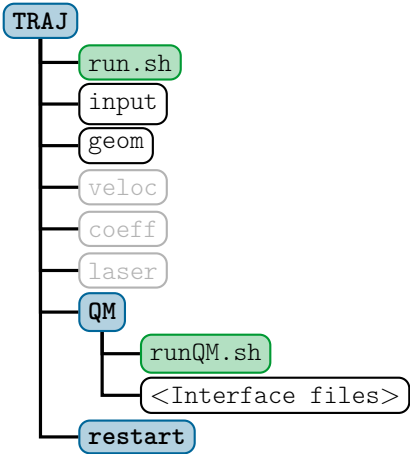 TRAJ
run.sh
input
geom
veloc
coeff
laser
QM
runQM.sh
<Interface files>
restart